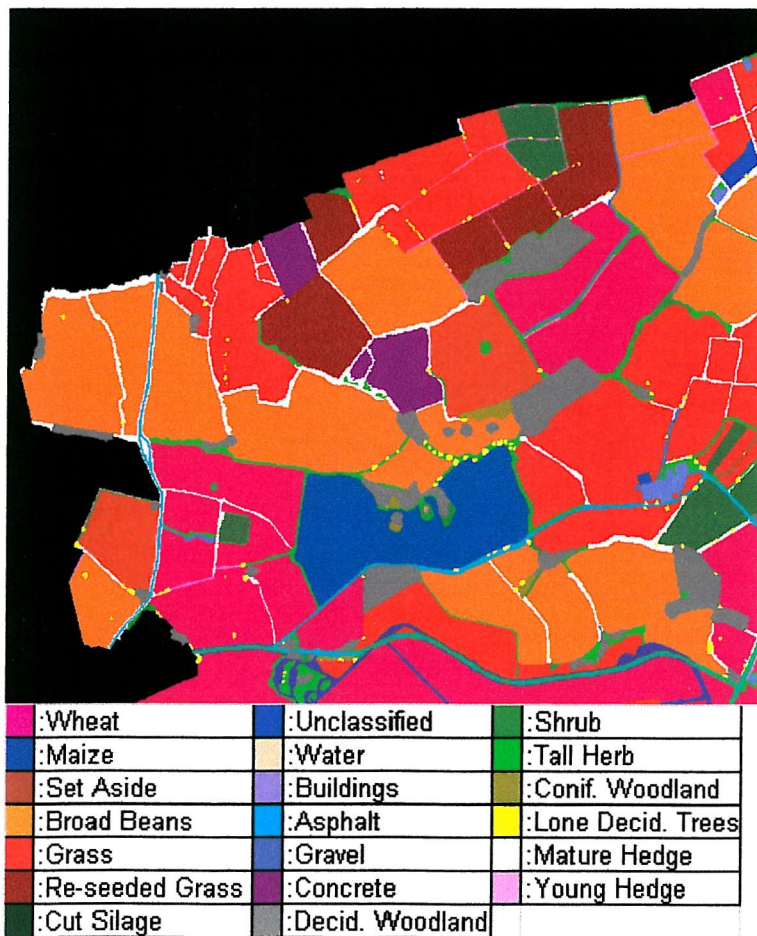 :Wheat :Unclassified :Shrub
:Maize :Water :Tall Herb
:Set Aside :Buildings :Conif. Woodland
:Broad Beans :Asphalt :Lone Decid. Trees
:Grass :Gravel :Mature Hedge
:Re-seeded Grass :Concrete :Young Hedge
:Cut Silage :Decid. Woodland